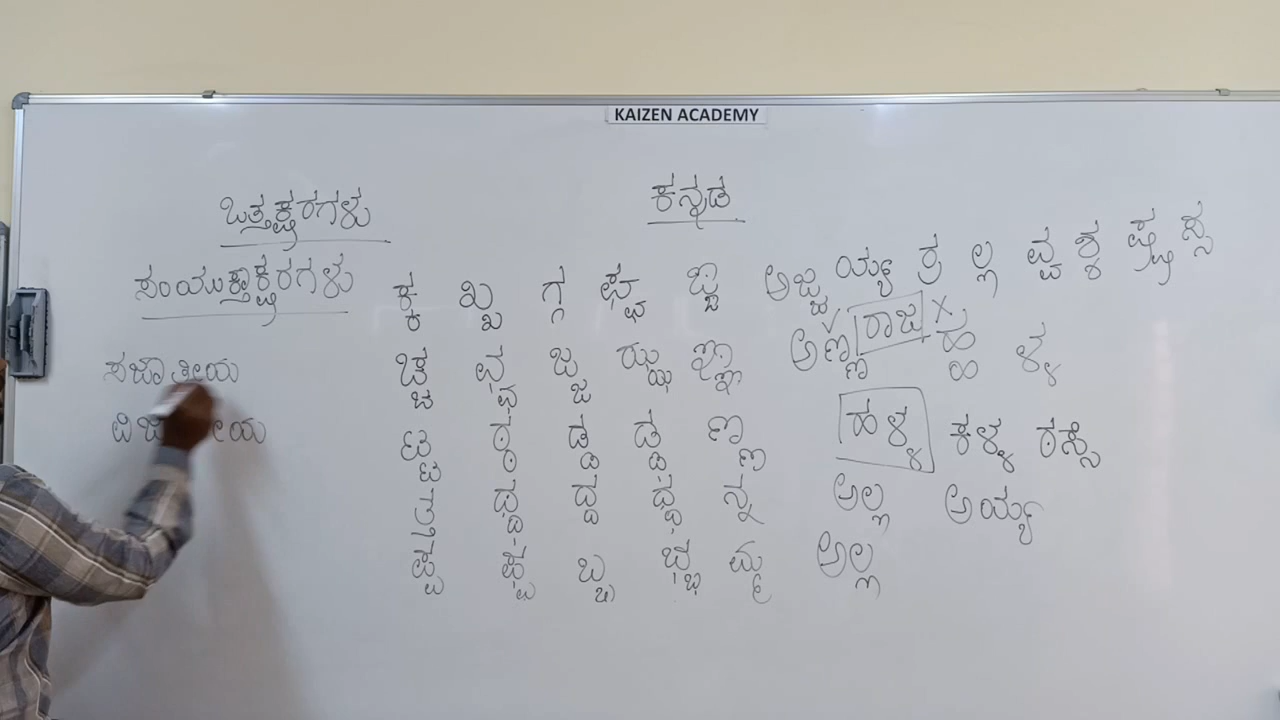 KAIZEN ACADEMY
ಕನ್ನಡ
ಒತ್ತಕ್ಷರಗಳು
ಸಂಯುಕ್ತಾಕ್ಷರಗಳು
ಸಜಾತೀಯ
ಕ್ಕ ಖ್ಖ ಗ್ಗ ಘ್ಘ ಅಜ್ಜ ಯ್ಯ ಲ್ಲ ವ್ವ ಶ್ಶ ಷ್ಷ ಸ್ಸ
ಚ್ಚ ಜ್ಜ ಝ್ಝ ಞ್ಞ ಅಣ್ಣ ರಾಜ × ಹ್ಹ ಳ್ಳ
ಟ್ಟ ಡ್ಡ ಣ್ಣ ಹಳ್ಳ ಕಳ್ಳ ರಸ್ತೆ
ನ್ನ ಅಲ್ಲ ಅಯ್ಯ
ಪ್ಪ ಬ್ಬ ಭ್ಭ ಮ್ಮ ಅಲ್ಲ